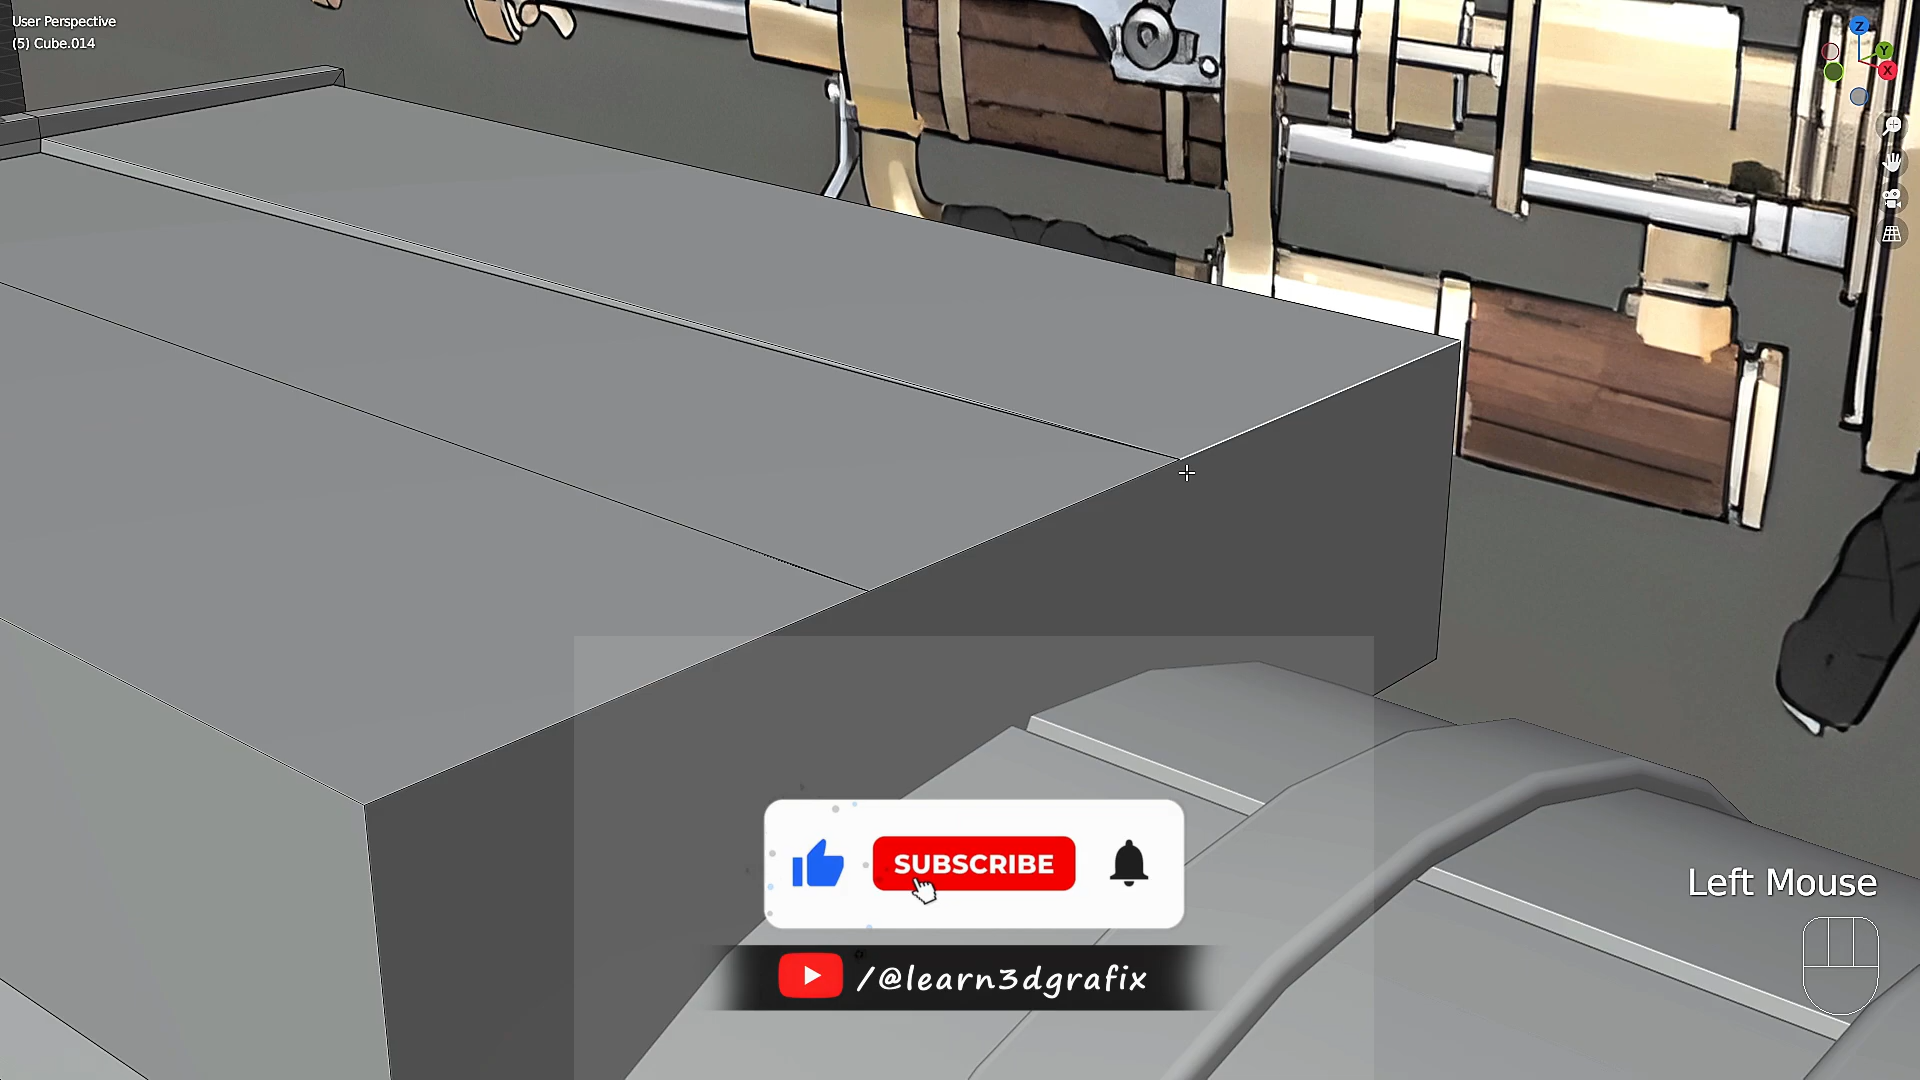 User Perspective
(5) Cube.014
Z
Y
X
Left Mouse
SUBSCRIBE
/@learn3dgrafix